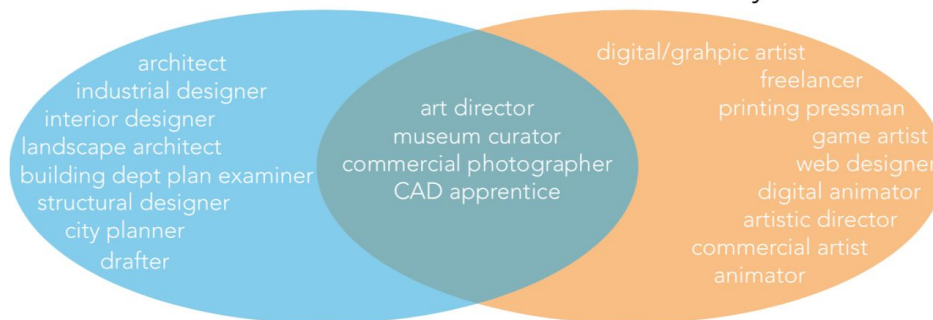 architect
industrial designer
interior designer
landscape architect
building dept plan examiner
structural designer
city planner
drafter
art director
museum curator
commercial photographer
CAD apprentice
digital/grahpic artist
freelancer
printing pressman
game artist
web designer
digital animator
artistic director
commercial artist
animator